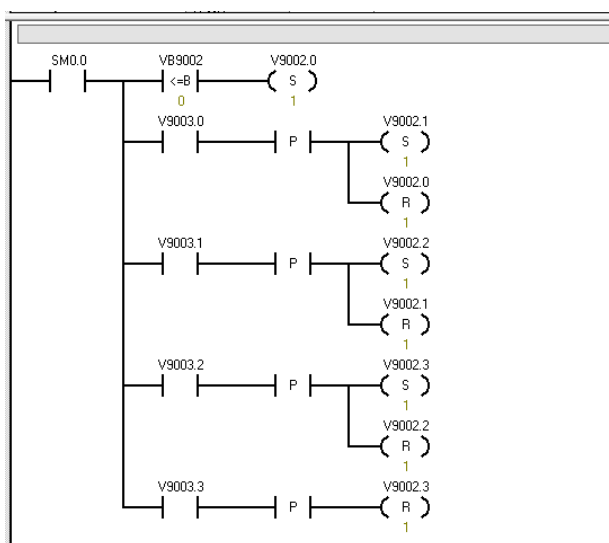 SM0.0 VB9002 V9002.0
<=B S
0 1
V9003.0 V9002.1
P S
1
V9002.0
R
1
V9003.1 V9002.2
P S
1
V9002.1
R
1
V9003.2 V9002.3
P S
1
V9002.2
R
1
V9003.3 V9002.3
P R
1